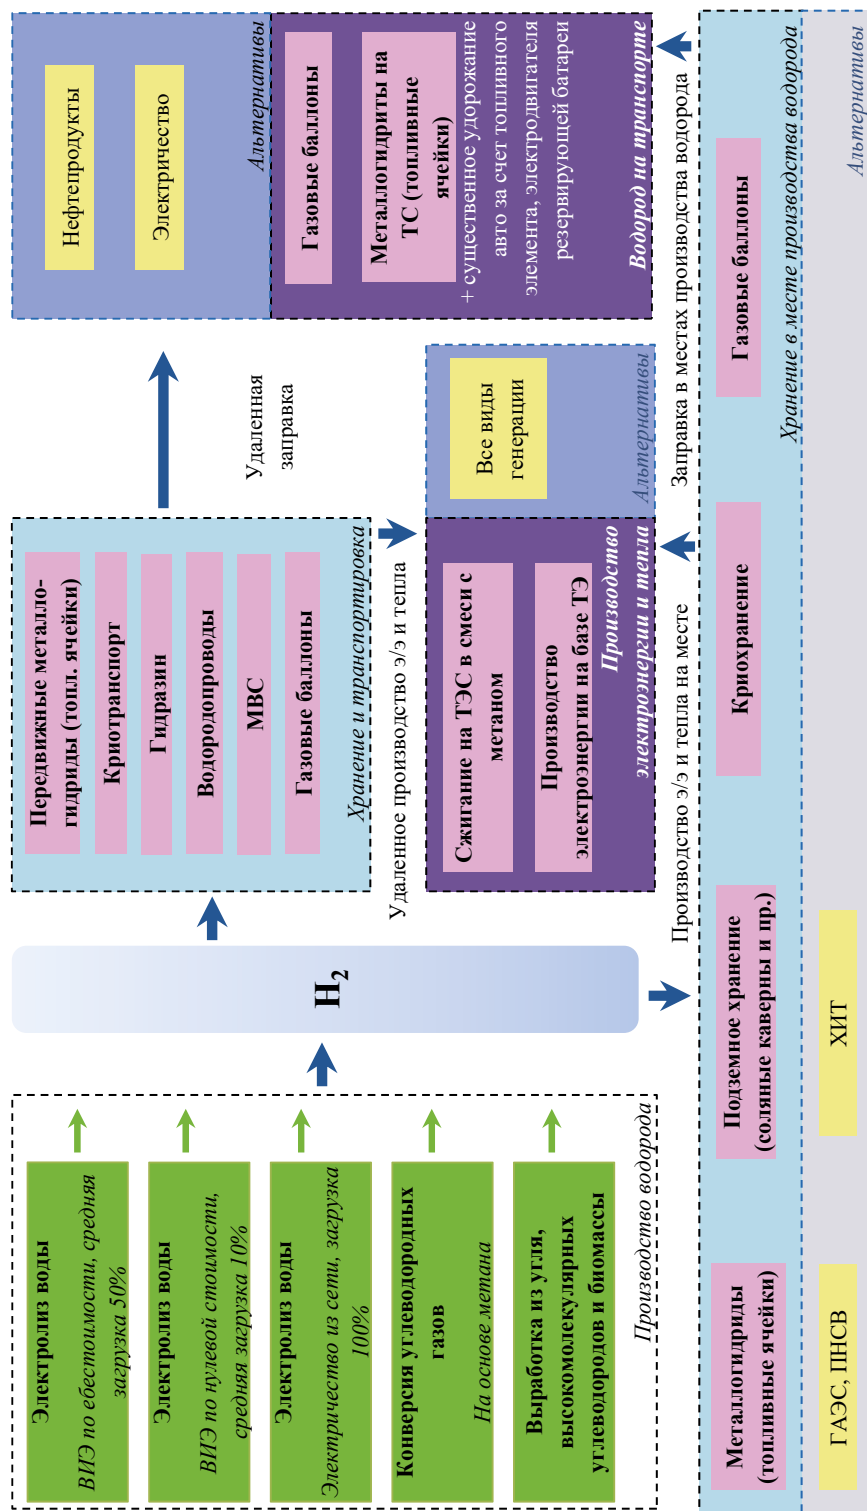 Электролиз воды
ВИЭ по ебестоимости, средняя
загрузка 50%
Электролиз воды
ВИЭ по нулевой стоимости,
средняя загрузка 10%
Электролиз воды
Электричество из сети, загрузка
100%
Конверсия углеводородных
газов
На основе метана
Выработка из угля,
высокомолекулярных
углеводородов и биомассы
Производство водорода
H2
Передвижные металло-
гидриды (топл. ячейки)
Криотранспорт
Гидразин
Водородопроводы
МВС
Газовые баллоны
Хранение и транспортировка
Удаленная
заправка
Нефтепродукты
Электричество
Альтернативы
Газовые баллоны
Металлогидриты на
ТС (топливные
ячейки)
+ существенное удорожание
авто за счет топливного
элемента, электродвигателя
резервирующей батареи
Водород на транспорте
Удаленное производство э/э и тепла
Сжигание на ТЭС в смеси с
метаном
Производство
электроэнергии на базе ТЭ
Производство
электроэнергии и тепла
Все виды
генерации
Альтернативы
Производство э/э и тепла на месте
Заправка в местах производства водорода
Металлогидриды
(топливные ячейки)
Подземное хранение
(соляные каверны и пр.)
Криохранение
Газовые баллоны
Хранение в месте производства водорода
ГАЭС, ПНСВ
ХИТ
Альтернативы